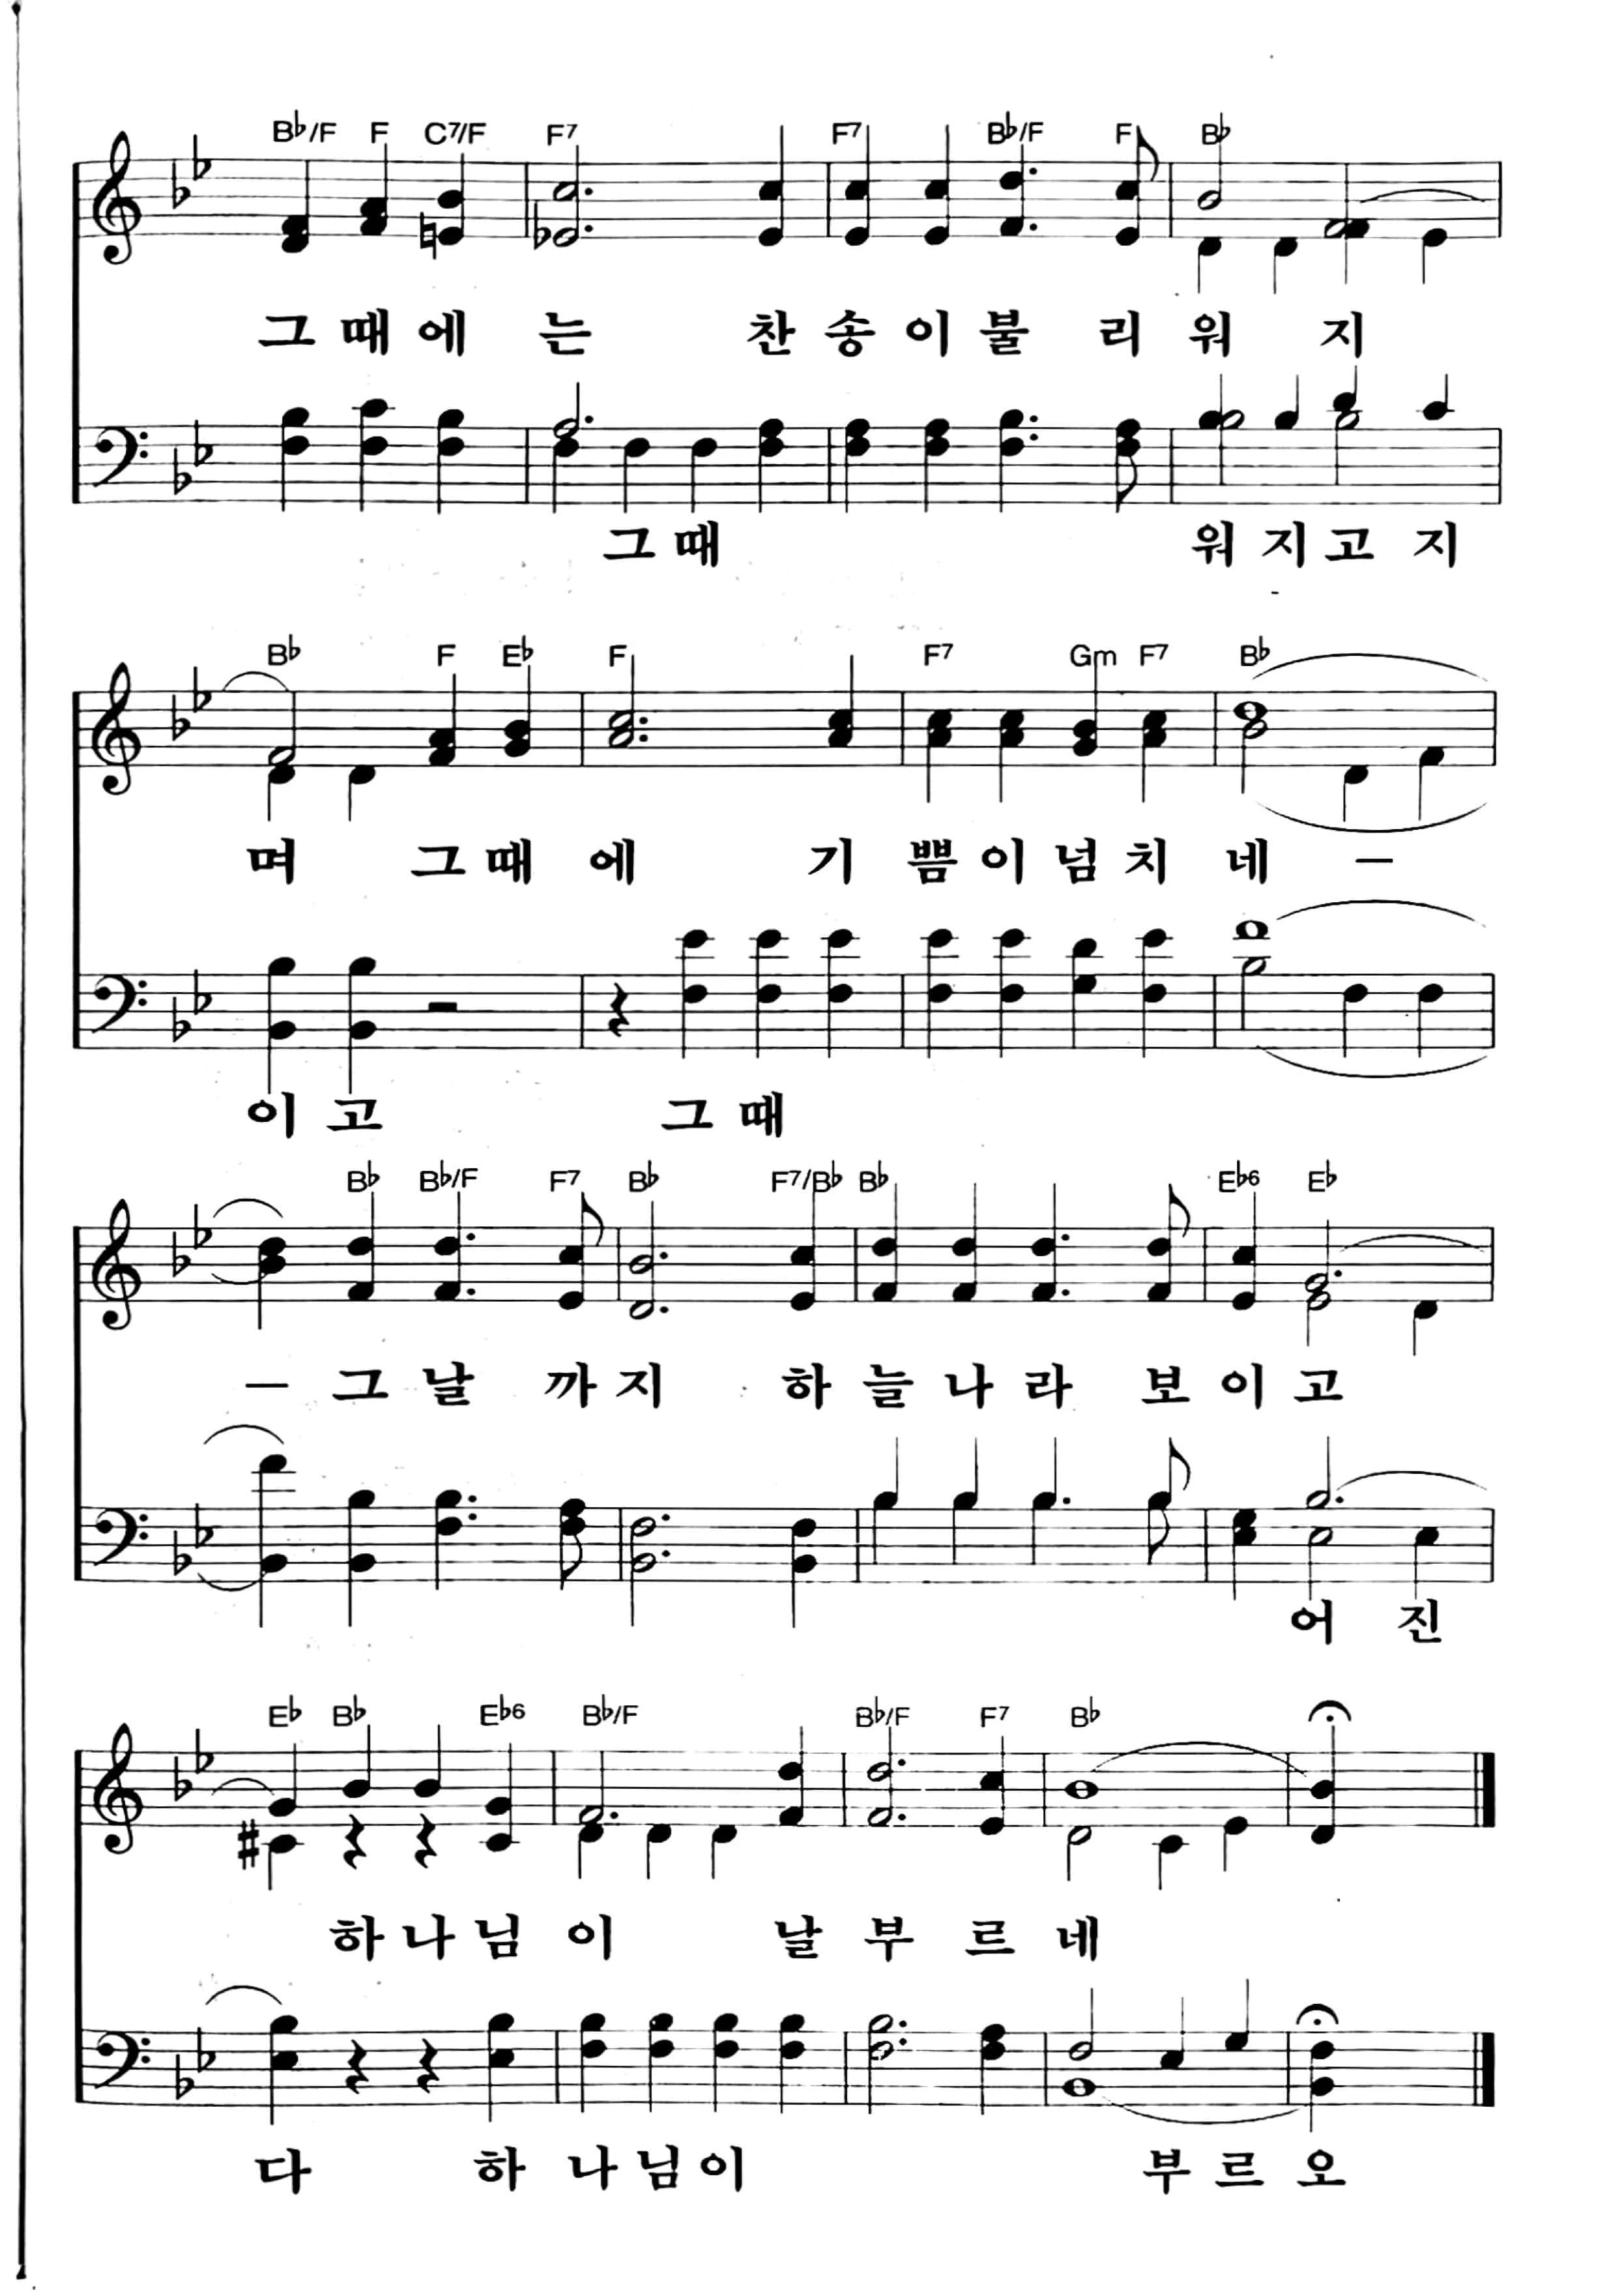 B♭/F F C7/F F7 F7 B♭/F F B♭
그 때 에 는 찬 송 이 불 리 워 지
그 때 워 지 고 지
B♭ F E♭ F F7 Gm F7 B♭
며 그 때 에 기 쁨 이 넘 치 네 –
이 고 그 때
B♭ B♭/F F7 B♭ F7/B♭ B♭ E♭6 E♭
– 그 날 까 지 하 늘 나 라 보 이 고
어 진
E♭ B♭ E♭6 B♭/F B♭/F F7 B♭
하 나 님 이 날 부 르 네
다 하 나 님 이 부 르 오